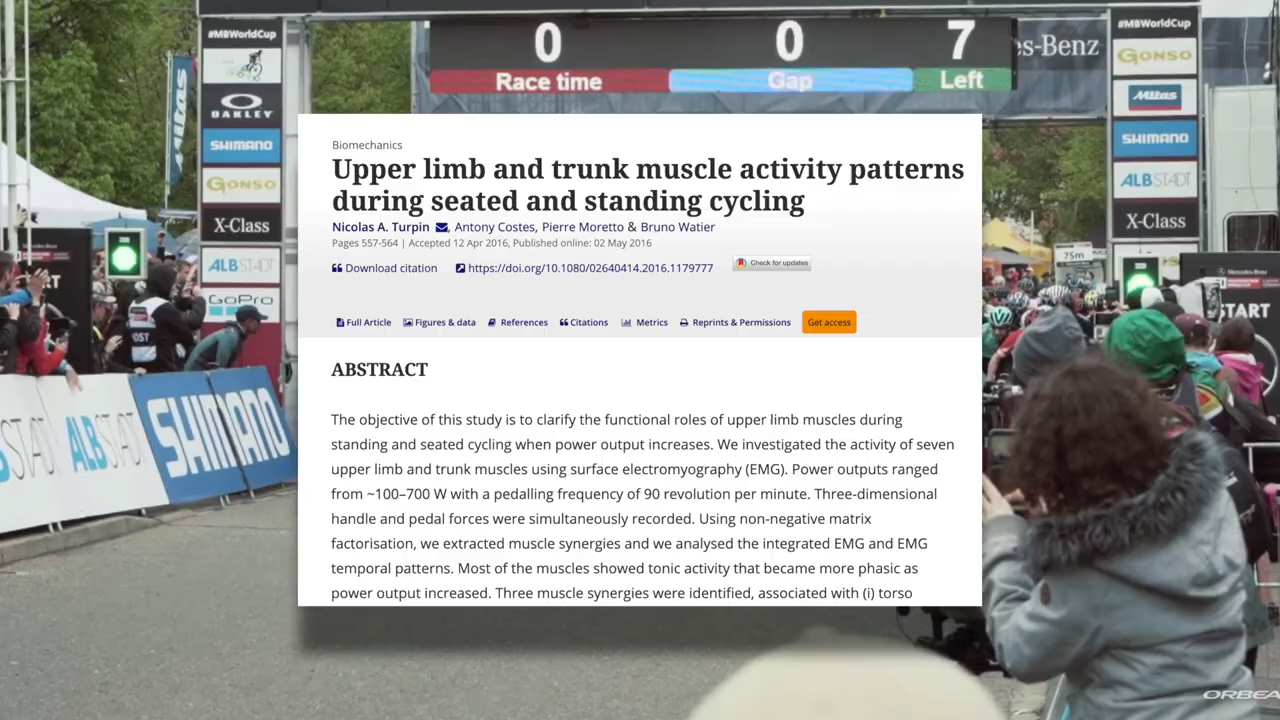 #MBWorldCup
OAKLEY
SHIMANO
GONSO
X-Class
ALBSTADT
GoPro
Mitas
0 0 7
Race time Gap Left
es-Benz
#MBWorldCup
GONSO
Mitas
SHIMANO
ALBSTADT
X-Class
75m
START
Biomechanics
Upper limb and trunk muscle activity patterns
during seated and standing cycling
Nicolas A. Turpin , Antony Costes, Pierre Moretto & Bruno Watier
Pages 557-564 | Accepted 12 Apr 2016, Published online: 02 May 2016
Download citation https://doi.org/10.1080/02640414.2016.1179777 Check for updates
Full Article Figures & data References Citations Metrics Reprints & Permissions Get access
ABSTRACT
The objective of this study is to clarify the functional roles of upper limb muscles during
standing and seated cycling when power output increases. We investigated the activity of seven
upper limb and trunk muscles using surface electromyography (EMG). Power outputs ranged
from ~100–700 W with a pedalling frequency of 90 revolution per minute. Three-dimensional
handle and pedal forces were simultaneously recorded. Using non-negative matrix
factorisation, we extracted muscle synergies and we analysed the integrated EMG and EMG
temporal patterns. Most of the muscles showed tonic activity that became more phasic as
power output increased. Three muscle synergies were identified, associated with (i) torso
STADT
ALBSTADT
SHIMANO
ORBEA